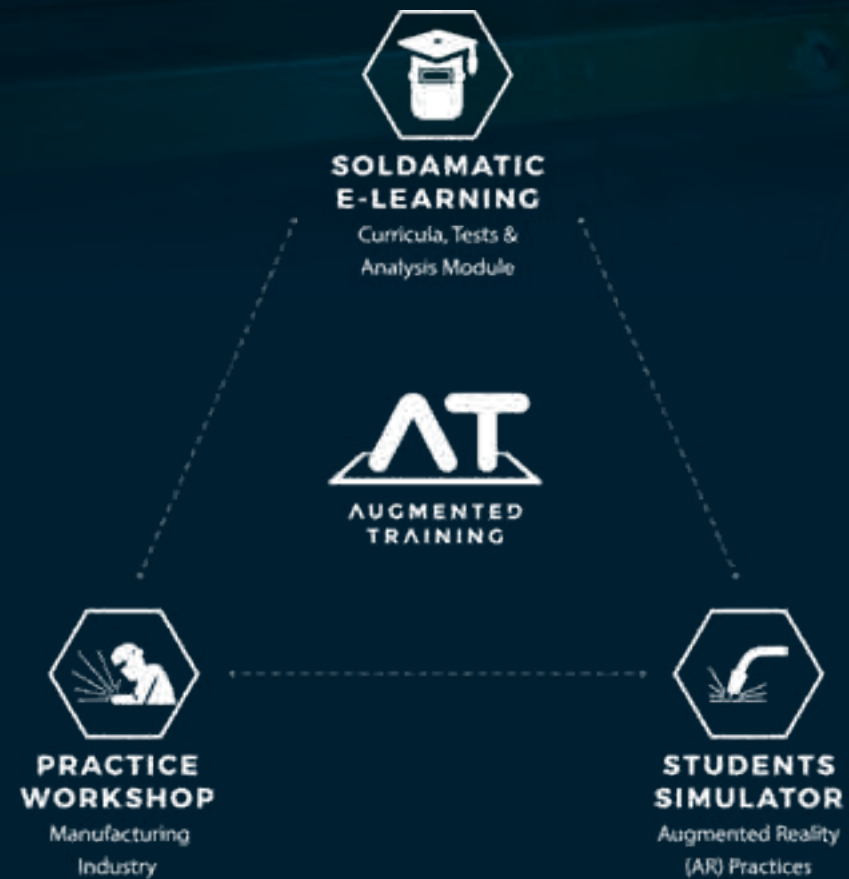 SOLDAMATIC
E-LEARNING
Curricula, Tests &
Analysis Module
AT
AUGMENTED
TRAINING
PRACTICE
WORKSHOP
Manufacturing
Industry
STUDENTS
SIMULATOR
Augmented Reality
(AR) Practices